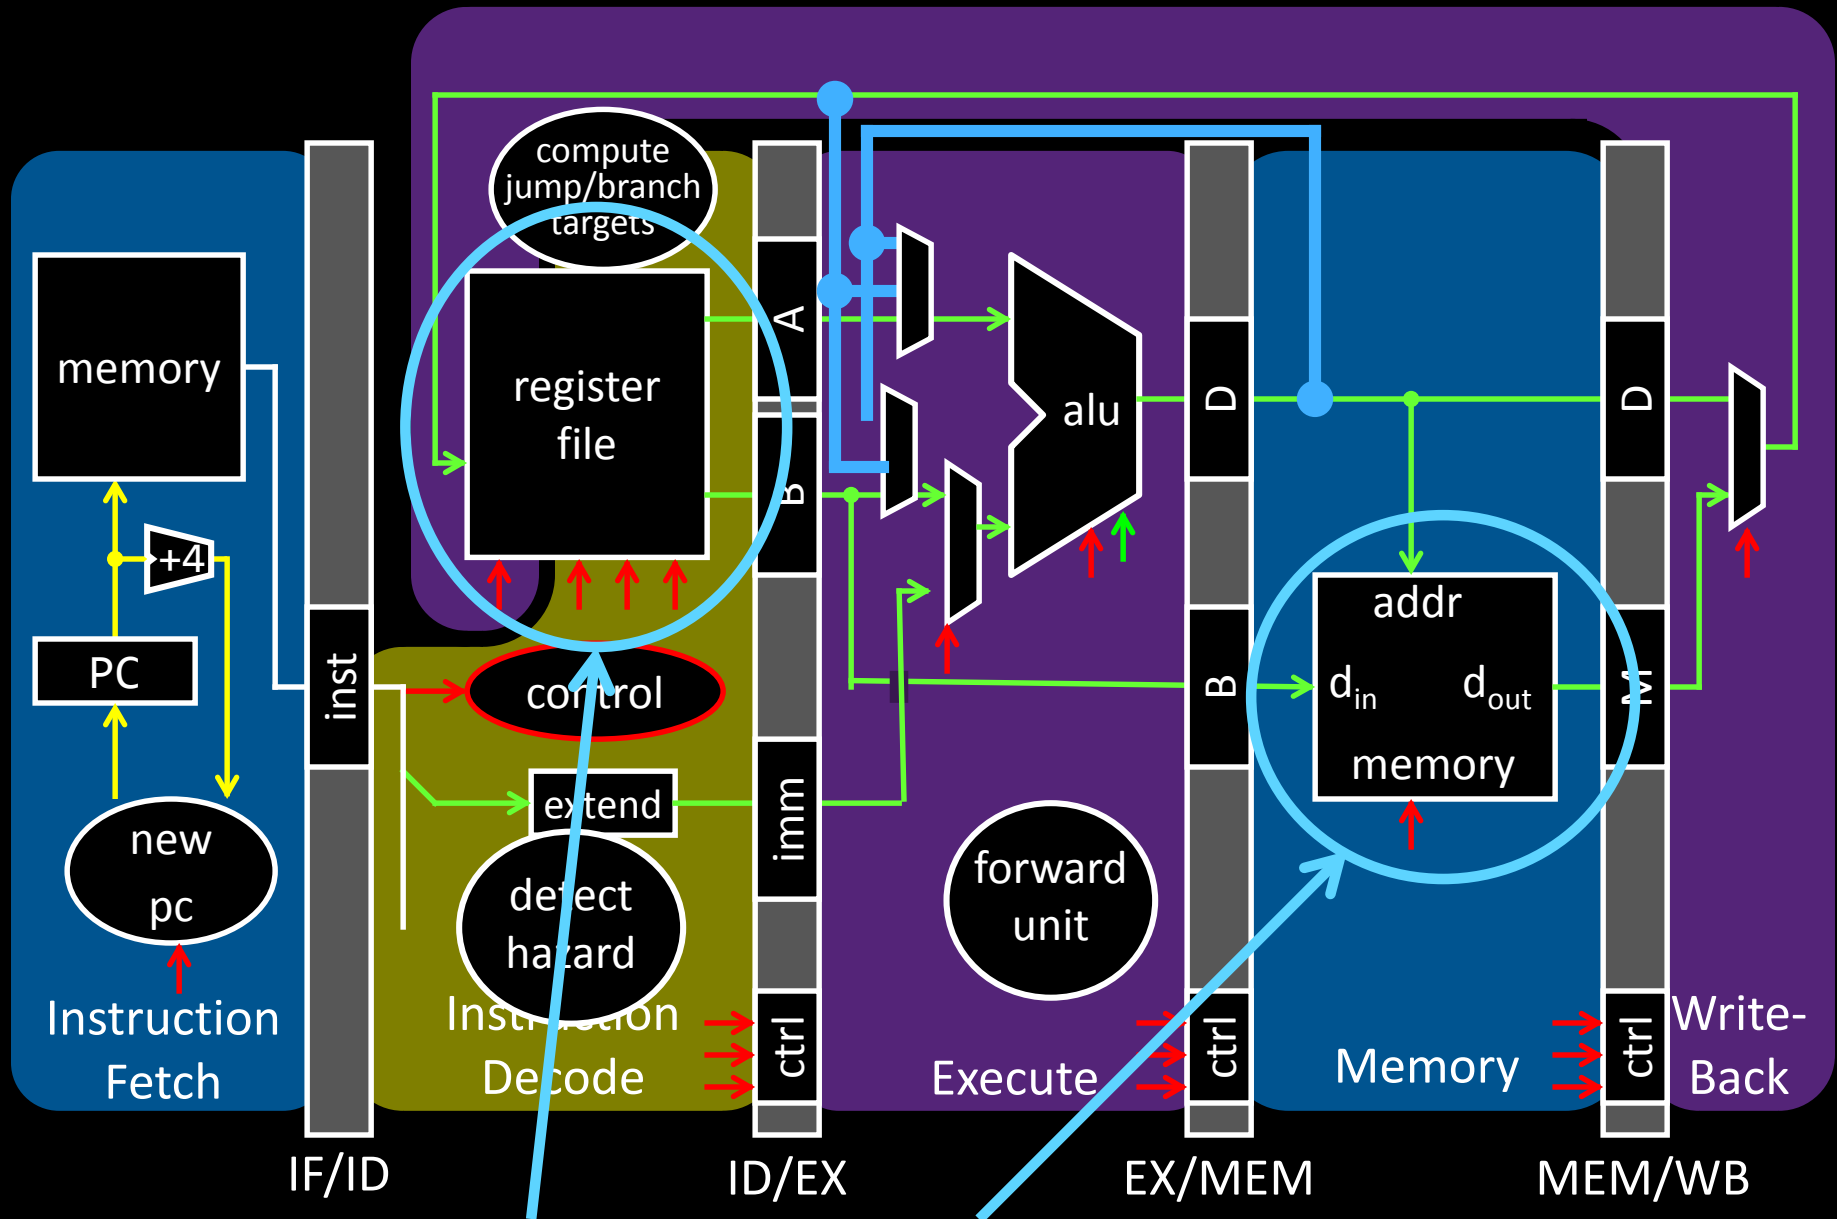 compute
jump/branch
targets
memory
+4
PC
new
pc
Instruction
Fetch
inst
IF/ID
register
file
control
extend
detect
hazard
Instruction
Decode
A
B
imm
ctrl
ID/EX
alu
forward
unit
Execute
D
B
ctrl
EX/MEM
addr
din
dout
memory
Memory
D
M
ctrl
MEM/WB
Write-
Back